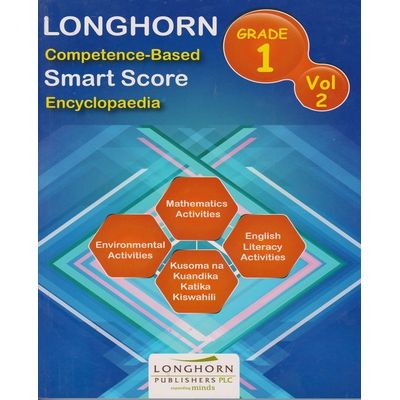 LONGHORN
Competence-Based
Smart Score
Encyclopaedia
GRADE
1
Vol
2
Mathematics
Activities
Environmental
Activities
English
Literacy
Activities
Kusoma na
Kuandika
Katika
Kiswahili
LONGHORN
PUBLISHERS PLC
expanding minds